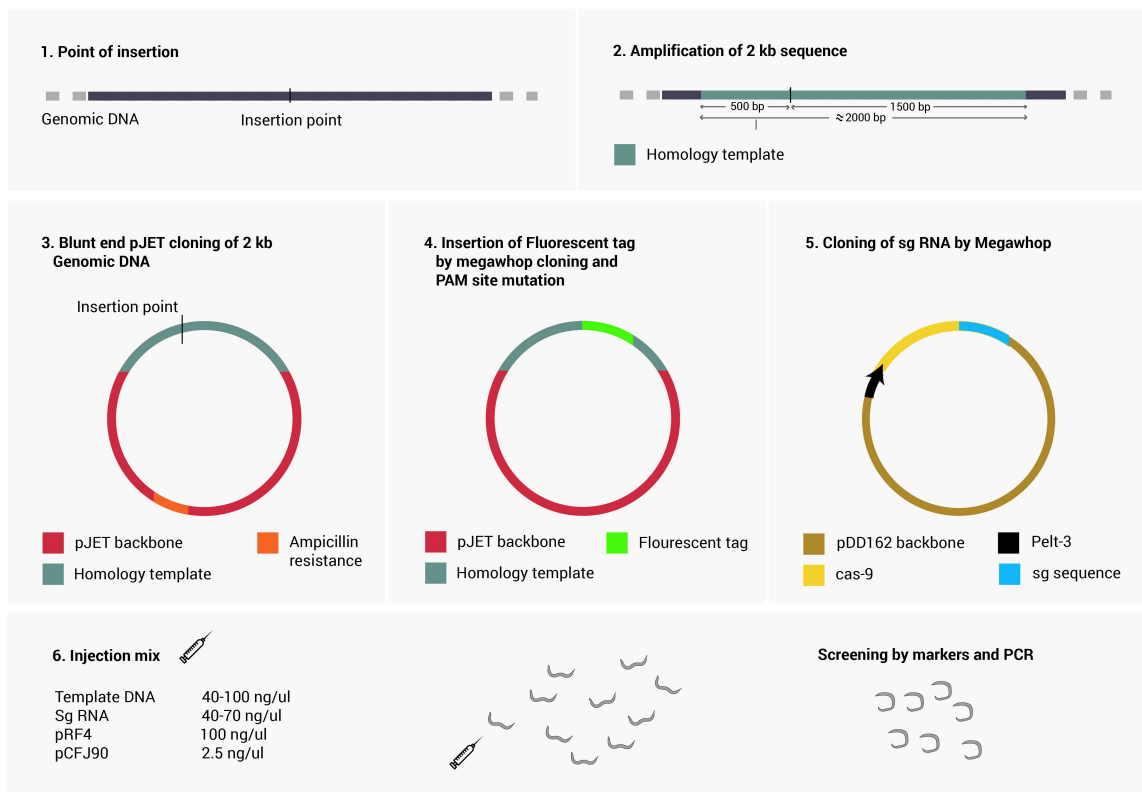 1. Point of insertion
Genomic DNA
Insertion point
2. Amplification of 2 kb sequence
500 bp
1500 bp
≈2000 bp
Homology template
3. Blunt end pJET cloning of 2 kb
Genomic DNA
Insertion point
pJET backbone
Ampicillin
resistance
Homology template
4. Insertion of Fluorescent tag
by megawhop cloning and
PAM site mutation
pJET backbone
Flourescent tag
Homology template
5. Cloning of sg RNA by Megawhop
pDD162 backbone
Pelt-3
cas-9
sg sequence
6. Injection mix
Template DNA 40-100 ng/ul
Sg RNA 40-70 ng/ul
pRF4 100 ng/ul
pCFJ90 2.5 ng/ul
Screening by markers and PCR